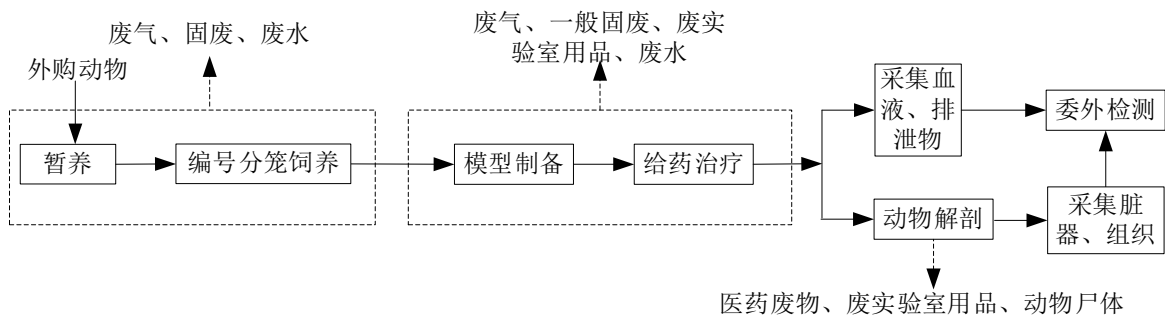 废气、固废、废水
废气、一般固废、废实
验室用品、废水
外购动物
采集血
液、排
泄物
委外检测
暂养
编号分笼饲养
模型制备
给药治疗
动物解剖
采集脏
器、组织
医药废物、废实验室用品、动物尸体